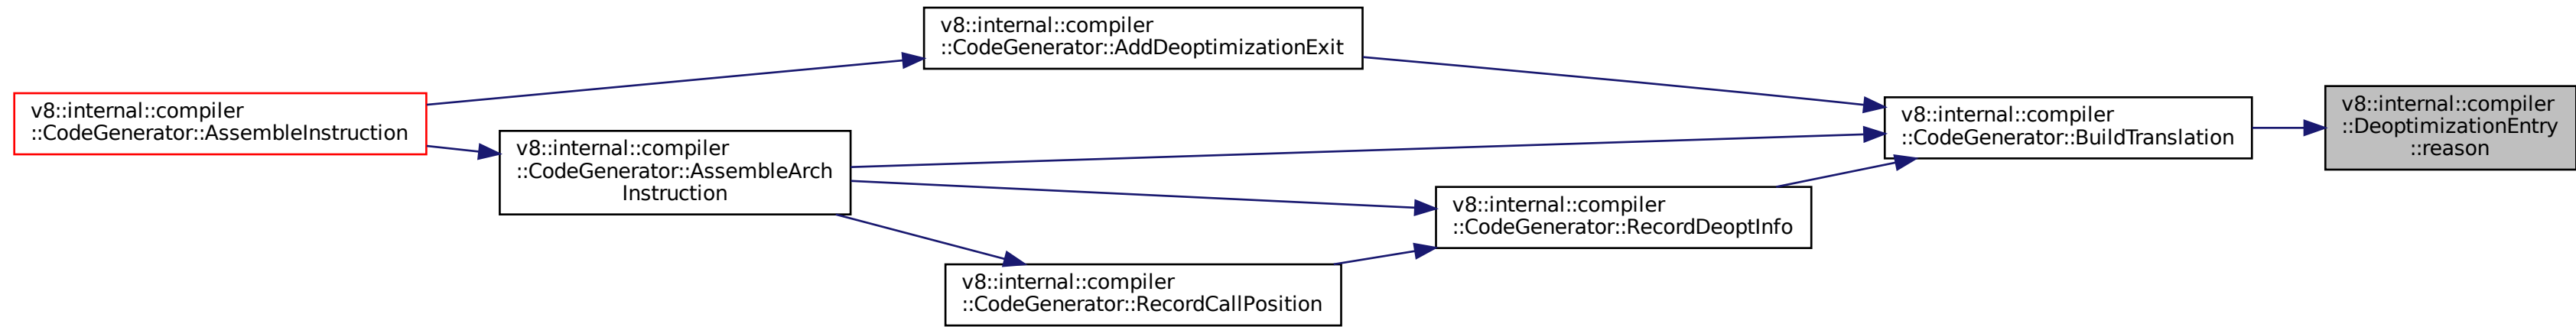 v8::internal::compiler
::CodeGenerator::AddDeoptimizationExit
v8::internal::compiler
::CodeGenerator::AssembleInstruction
v8::internal::compiler
::CodeGenerator::AssembleArch
Instruction
v8::internal::compiler
::CodeGenerator::RecordCallPosition
v8::internal::compiler
::CodeGenerator::RecordDeoptInfo
v8::internal::compiler
::CodeGenerator::BuildTranslation
v8::internal::compiler
::DeoptimizationEntry
::reason